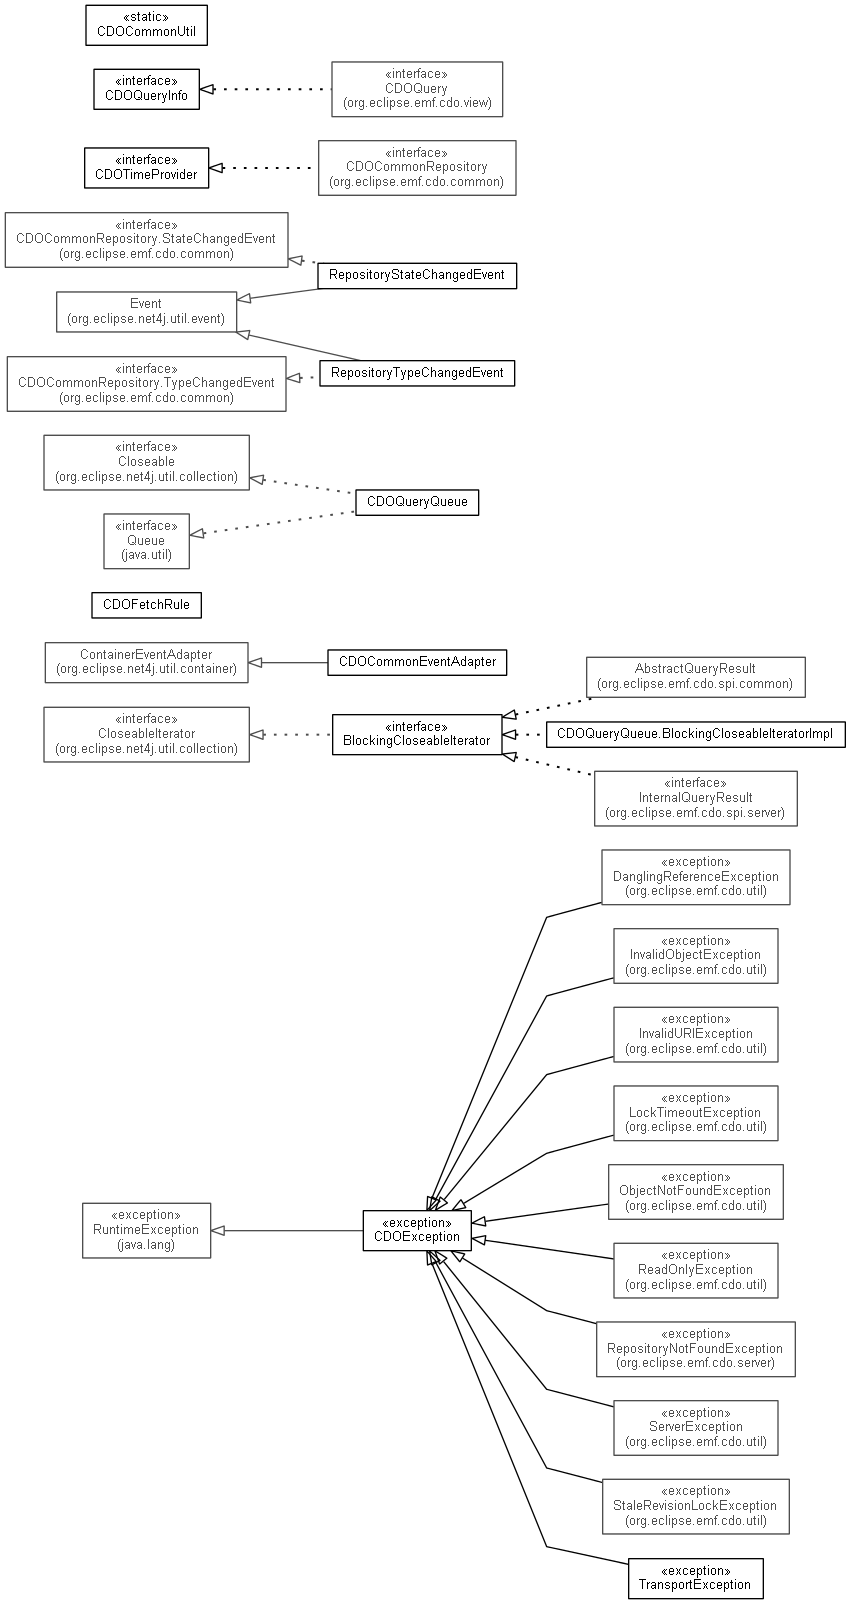 «static»
CDOCommonUtil
«interface»
CDOQueryInfo
«interface»
CDOQuery
(org.eclipse.emf.cdo.view)
«interface»
CDOTimeProvider
«interface»
CDOCommonRepository
(org.eclipse.emf.cdo.common)
«interface»
CDOCommonRepository.StateChangedEvent
(org.eclipse.emf.cdo.common)
RepositoryStateChangedEvent
Event
(org.eclipse.net4j.util.event)
«interface»
CDOCommonRepository.TypeChangedEvent
(org.eclipse.emf.cdo.common)
RepositoryTypeChangedEvent
«interface»
Closeable
(org.eclipse.net4j.util.collection)
CDOQueryQueue
«interface»
Queue
(java.util)
CDOFetchRule
ContainerEventAdapter
(org.eclipse.net4j.util.container)
CDOCommonEventAdapter
AbstractQueryResult
(org.eclipse.emf.cdo.spi.common)
«interface»
CloseableIterator
(org.eclipse.net4j.util.collection)
«interface»
BlockingCloseableIterator
CDOQueryQueue.BlockingCloseableIteratorImpl
«interface»
InternalQueryResult
(org.eclipse.emf.cdo.spi.server)
«exception»
DanglingReferenceException
(org.eclipse.emf.cdo.util)
«exception»
InvalidObjectException
(org.eclipse.emf.cdo.util)
«exception»
InvalidURIException
(org.eclipse.emf.cdo.util)
«exception»
LockTimeoutException
(org.eclipse.emf.cdo.util)
«exception»
ObjectNotFoundException
(org.eclipse.emf.cdo.util)
«exception»
RuntimeException
(java.lang)
«exception»
CDOException
«exception»
ReadOnlyException
(org.eclipse.emf.cdo.util)
«exception»
RepositoryNotFoundException
(org.eclipse.emf.cdo.server)
«exception»
ServerException
(org.eclipse.emf.cdo.util)
«exception»
StaleRevisionLockException
(org.eclipse.emf.cdo.util)
«exception»
TransportException